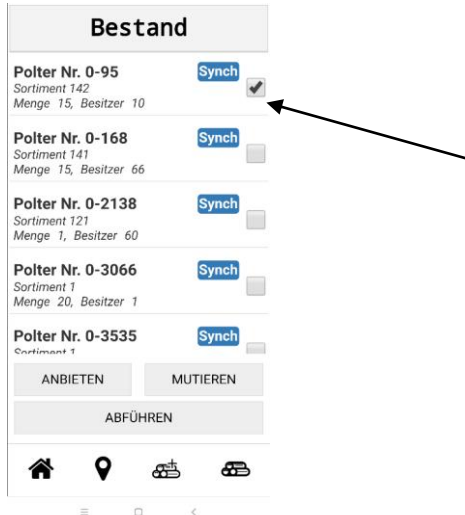 Bestand
Polter Nr. 0-95 Synch
Sortiment 142
Menge 15, Besitzer 10
Polter Nr. 0-168 Synch
Sortiment 141
Menge 15, Besitzer 66
Polter Nr. 0-2138 Synch
Sortiment 121
Menge 1, Besitzer 60
Polter Nr. 0-3066 Synch
Sortiment 1
Menge 20, Besitzer 1
Polter Nr. 0-3535 Synch
Sortiment 1
ANBIETEN MUTIEREN
ABFÜHREN